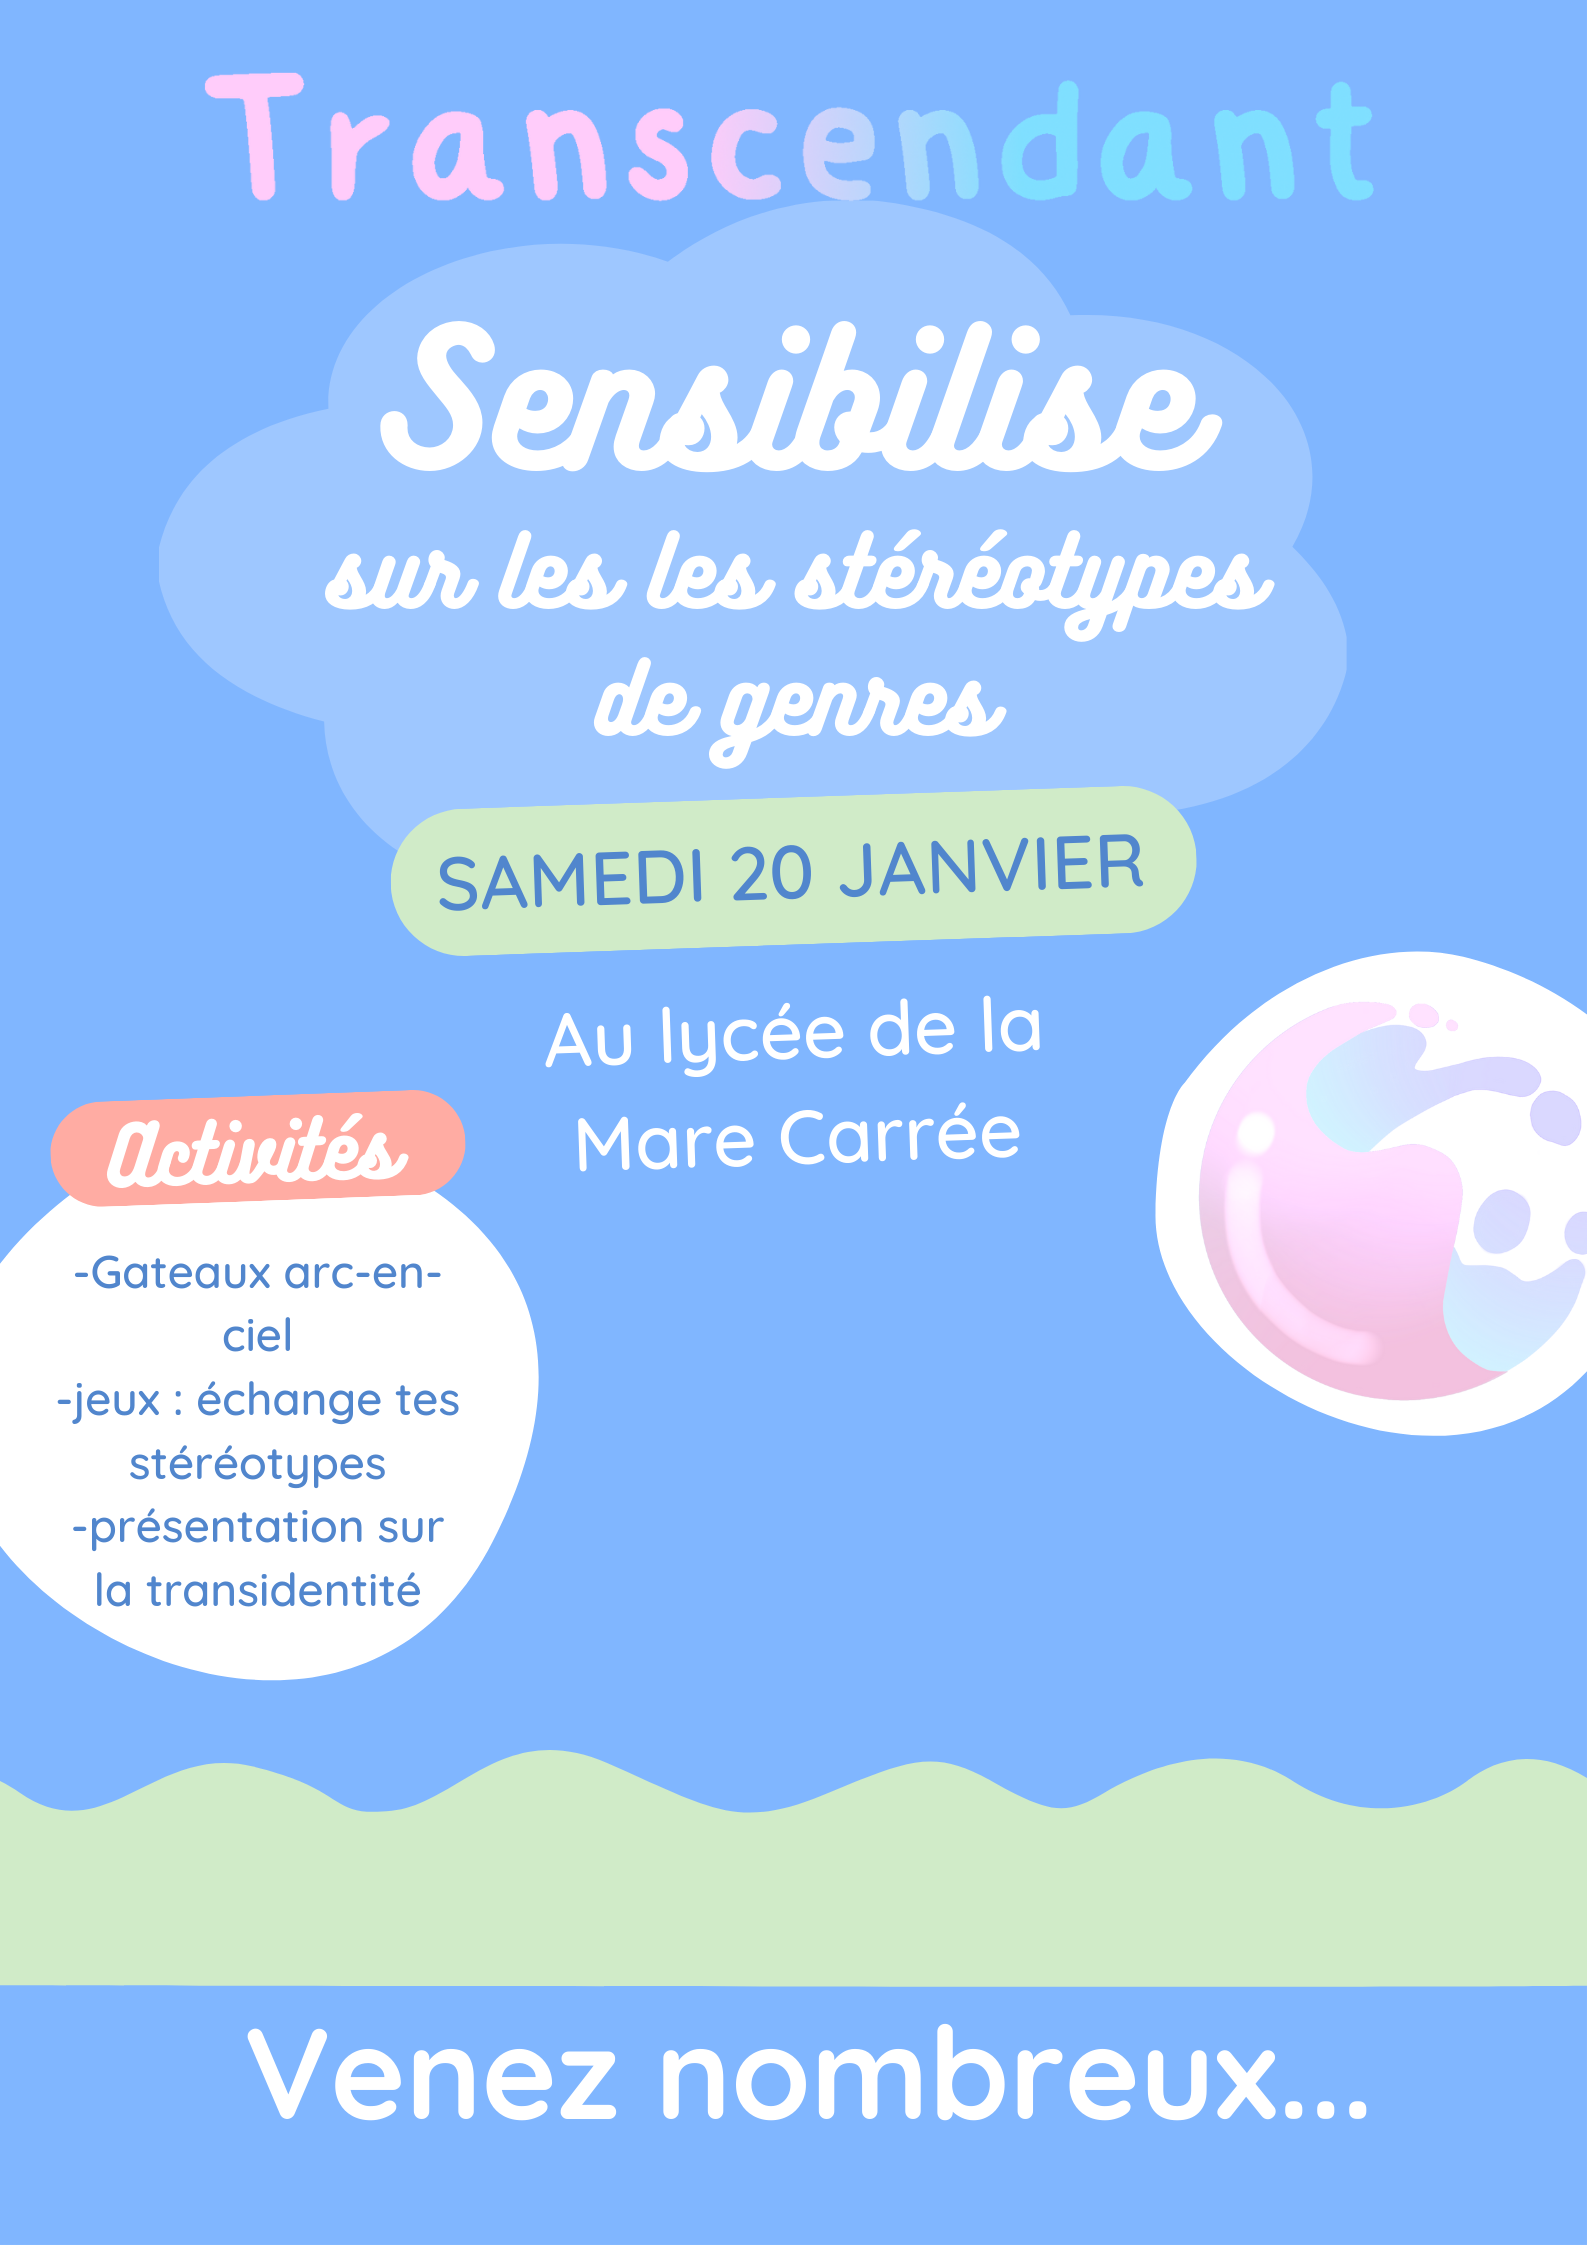 Transcendant
Sensibilise
sur les les stéréotypes
de genres
SAMEDI 20 JANVIER
Au lycée de la
Mare Carrée
Activités
-Gateaux arc-en-
ciel
-jeux : échange tes
stéréotypes
-présentation sur
la transidentité
Venez nombreux...